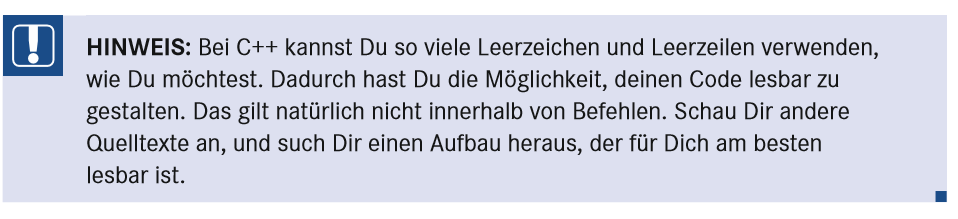 HINWEIS: Bei C++ kannst Du so viele Leerzeichen und Leerzeilen verwenden,
wie Du möchtest. Dadurch hast Du die Möglichkeit, deinen Code lesbar zu
gestalten. Das gilt natürlich nicht innerhalb von Befehlen. Schau Dir andere
Quelltexte an, und such Dir einen Aufbau heraus, der für Dich am besten
lesbar ist.